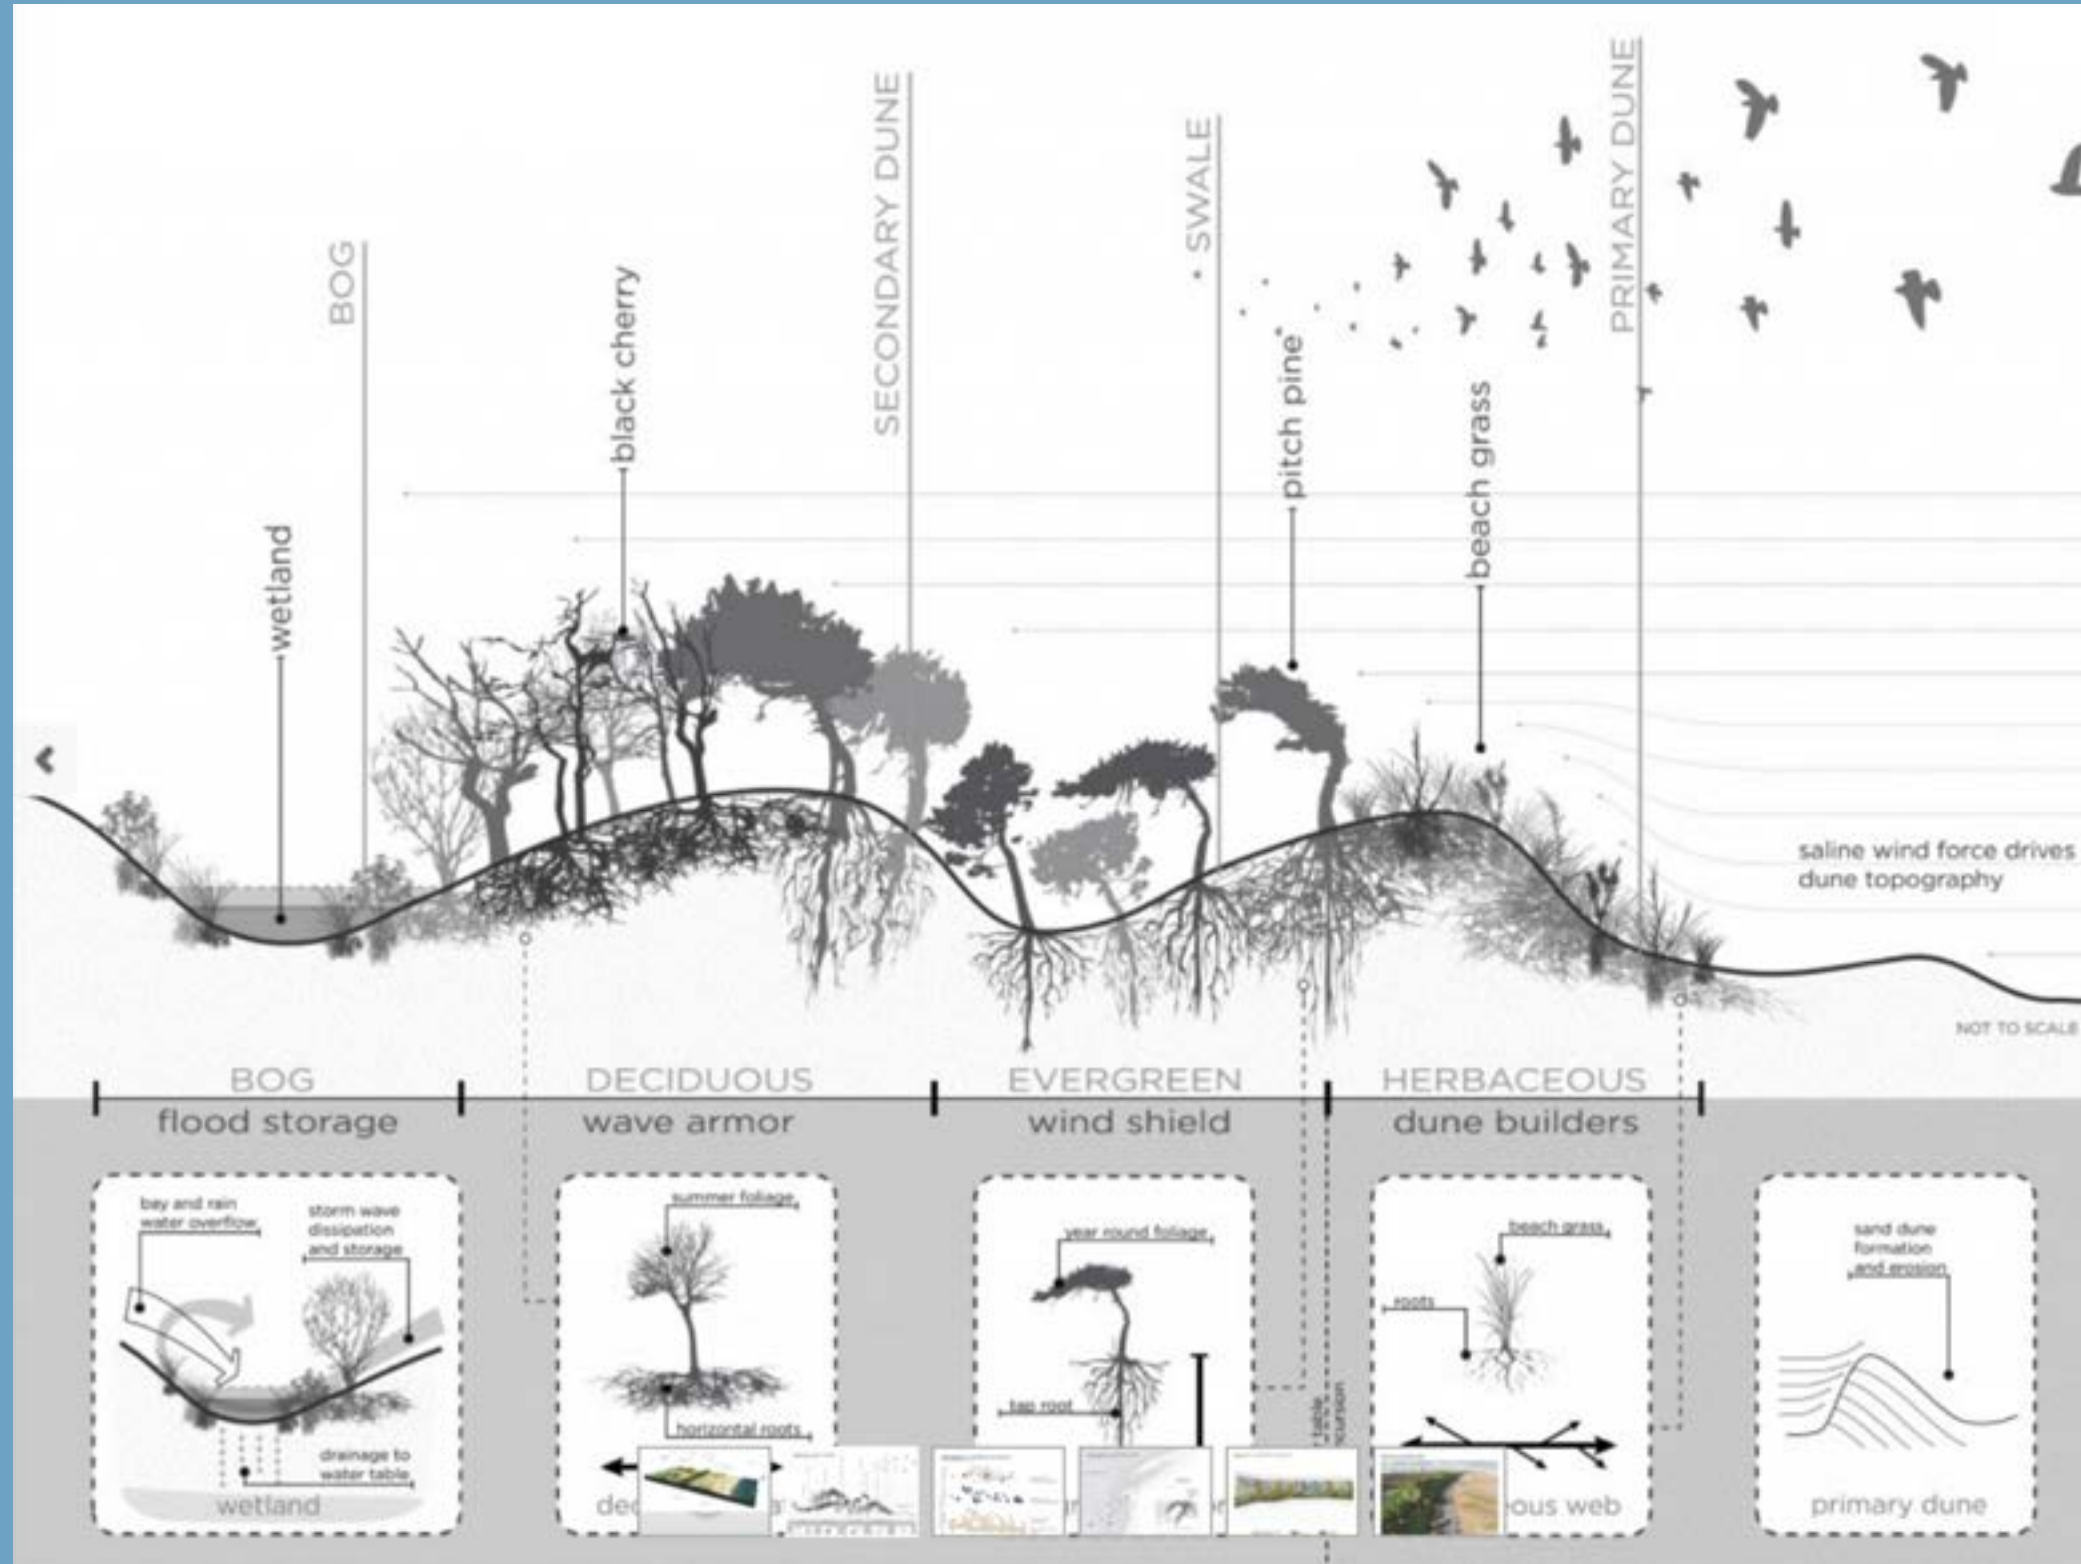 BOG
SECONDARY DUNE
SWALE
PRIMARY DUNE
wetland
black cherry
pitch pine
beach grass
saline wind force drives
dune topography
NOT TO SCALE
BOG
DECIDUOUS
EVERGREEN
HERBACEOUS
flood storage
wave armor
wind shield
dune builders
bay and rain
water overflow
storm wave
dissipation
and storage
drainage to
water table
wetland
summer foliage
horizontal roots
year round foliage
tap root
table
beach grass
roots
web
sand dune
formation
and erosion
primary dune